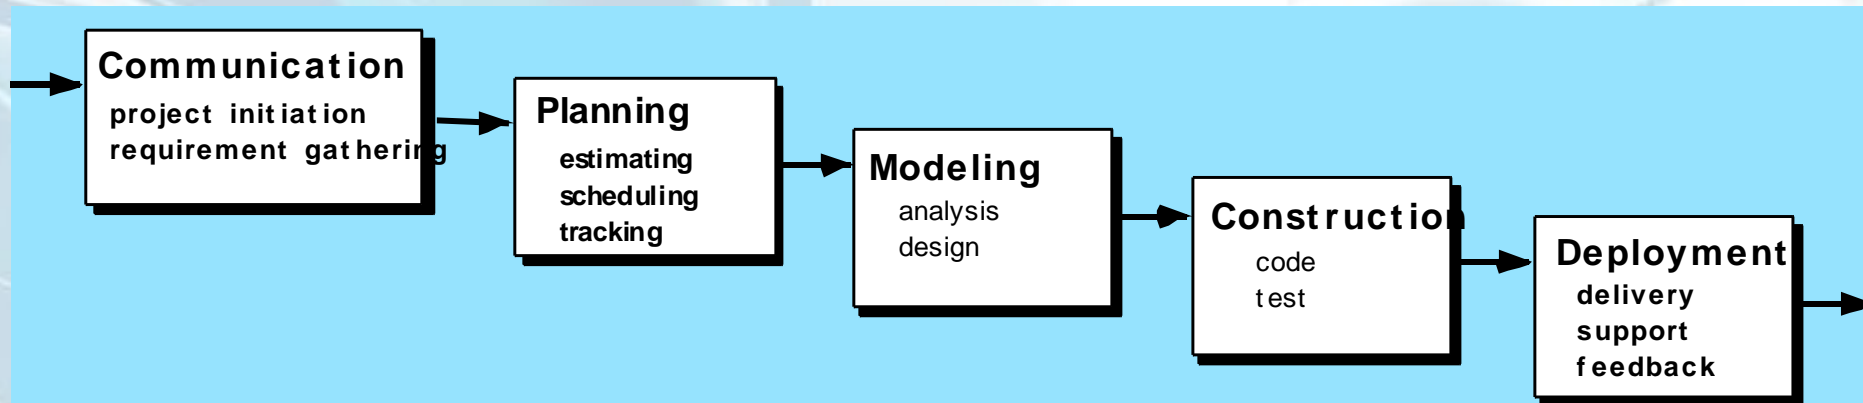 Communication
project initiation
requirement gathering
Planning
estimating
scheduling
tracking
Modeling
analysis
design
Construction
code
test
Deployment
delivery
support
feedback